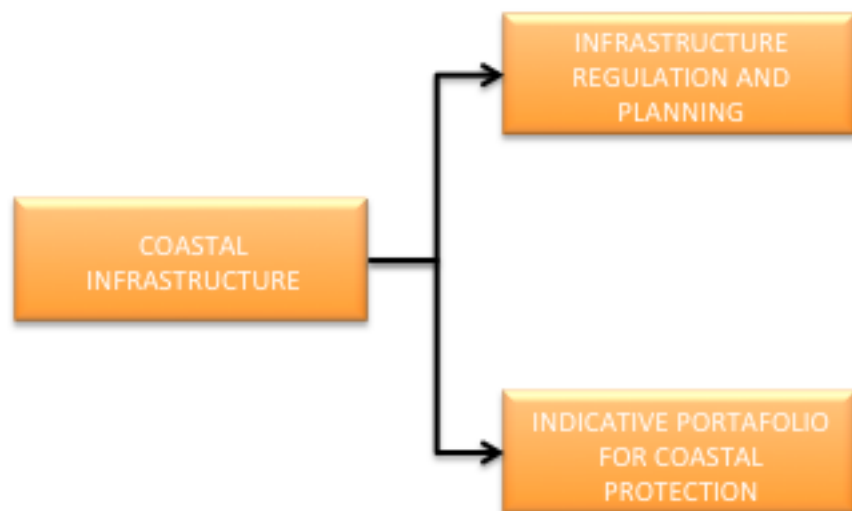 INFRASTRUCTURE
REGULATION AND
PLANNING
COASTAL
INFRASTRUCTURE
INDICATIVE PORTAFOLIO
FOR COASTAL
PROTECTION